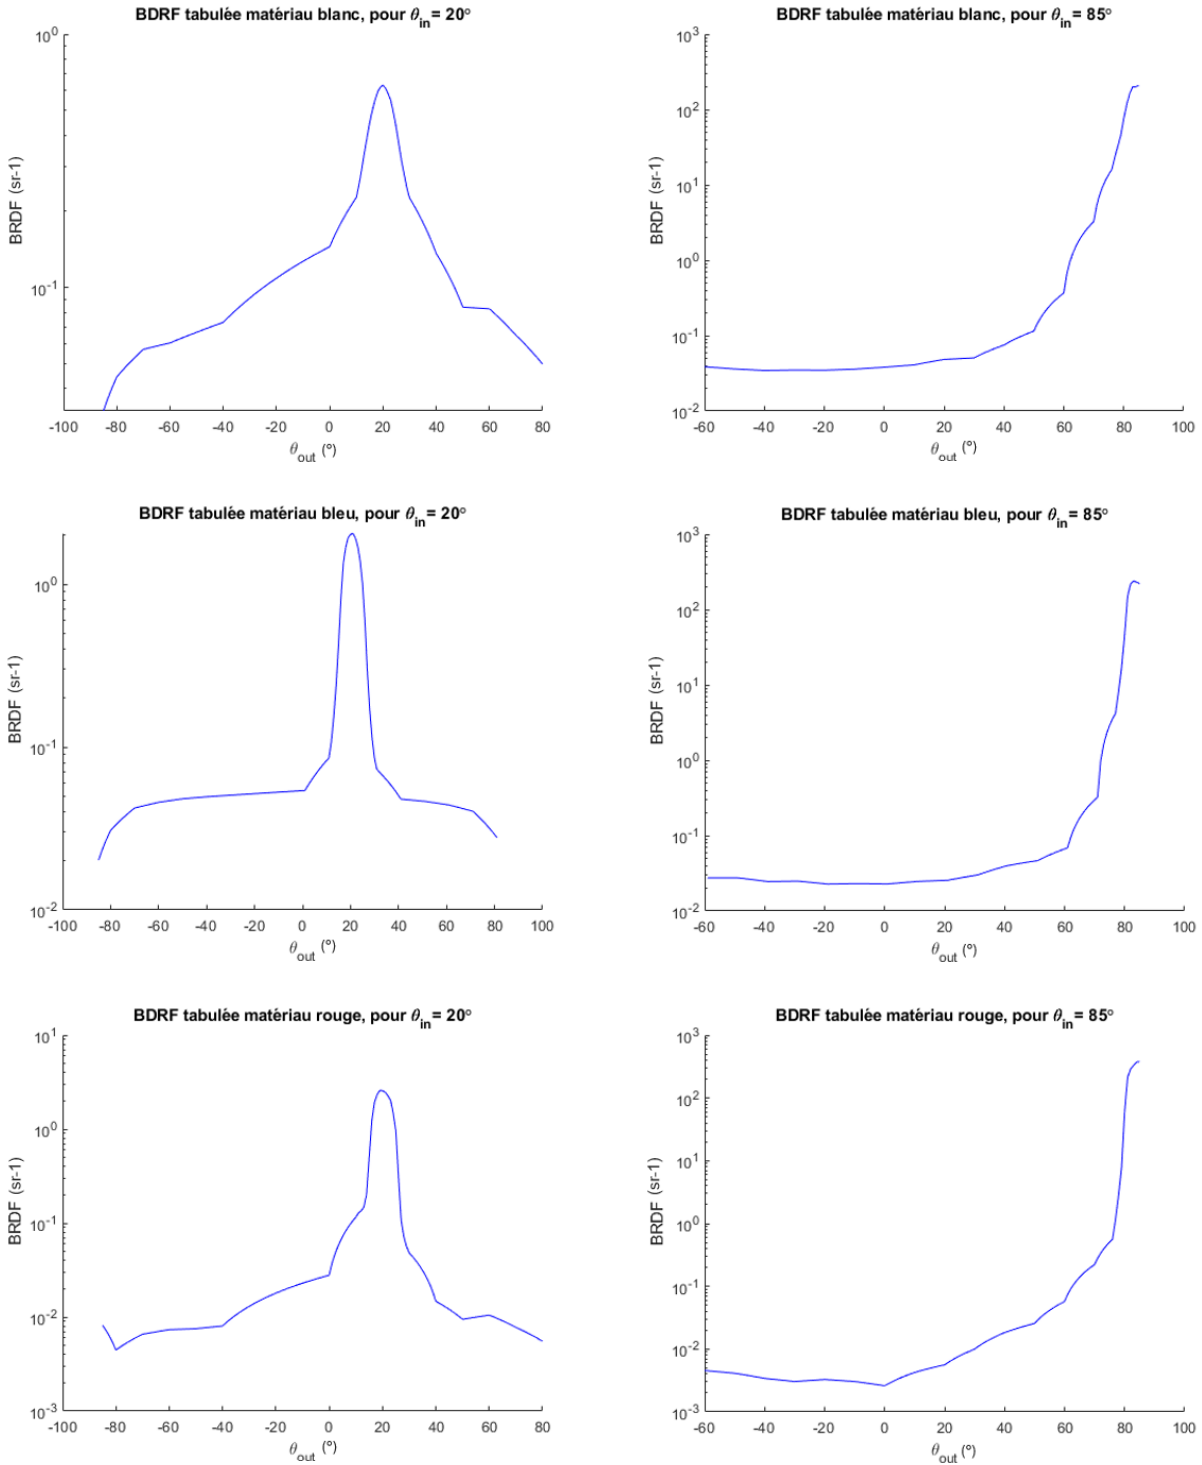 BDRF tabulée matériau blanc, pour θin= 20°
10^0
10^-1
BRDF (sr-1)
-100 -80 -60 -40 -20 0 20 40 60 80
θout (°)
BDRF tabulée matériau blanc, pour θin= 85°
10^3
10^2
10^1
10^0
10^-1
10^-2
BRDF (sr-1)
-60 -40 -20 0 20 40 60 80 100
θout (°)
BDRF tabulée matériau bleu, pour θin= 20°
10^0
10^-1
10^-2
BRDF (sr-1)
-100 -80 -60 -40 -20 0 20 40 60 80 100
θout (°)
BDRF tabulée matériau bleu, pour θin= 85°
10^3
10^2
10^1
10^0
10^-1
10^-2
BRDF (sr-1)
-60 -40 -20 0 20 40 60 80 100
θout (°)
BDRF tabulée matériau rouge, pour θin= 20°
10^1
10^0
10^-1
10^-2
10^-3
BRDF (sr-1)
-100 -80 -60 -40 -20 0 20 40 60 80
θout (°)
BDRF tabulée matériau rouge, pour θin= 85°
10^3
10^2
10^1
10^0
10^-1
10^-2
10^-3
BRDF (sr-1)
-60 -40 -20 0 20 40 60 80 100
θout (°)